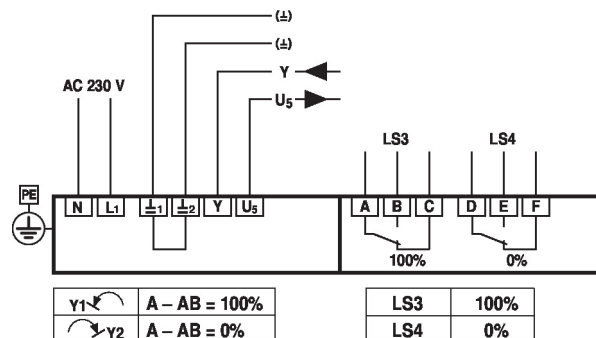 (⊥)
(⊥)
Y
U5
AC 230 V
LS3 LS4
PE
N L1 ⊥1 ⊥2 Y U5 A B C D E F
100% 0%
Y1 A – AB = 100%
Y2 A – AB = 0%
LS3 100%
LS4 0%